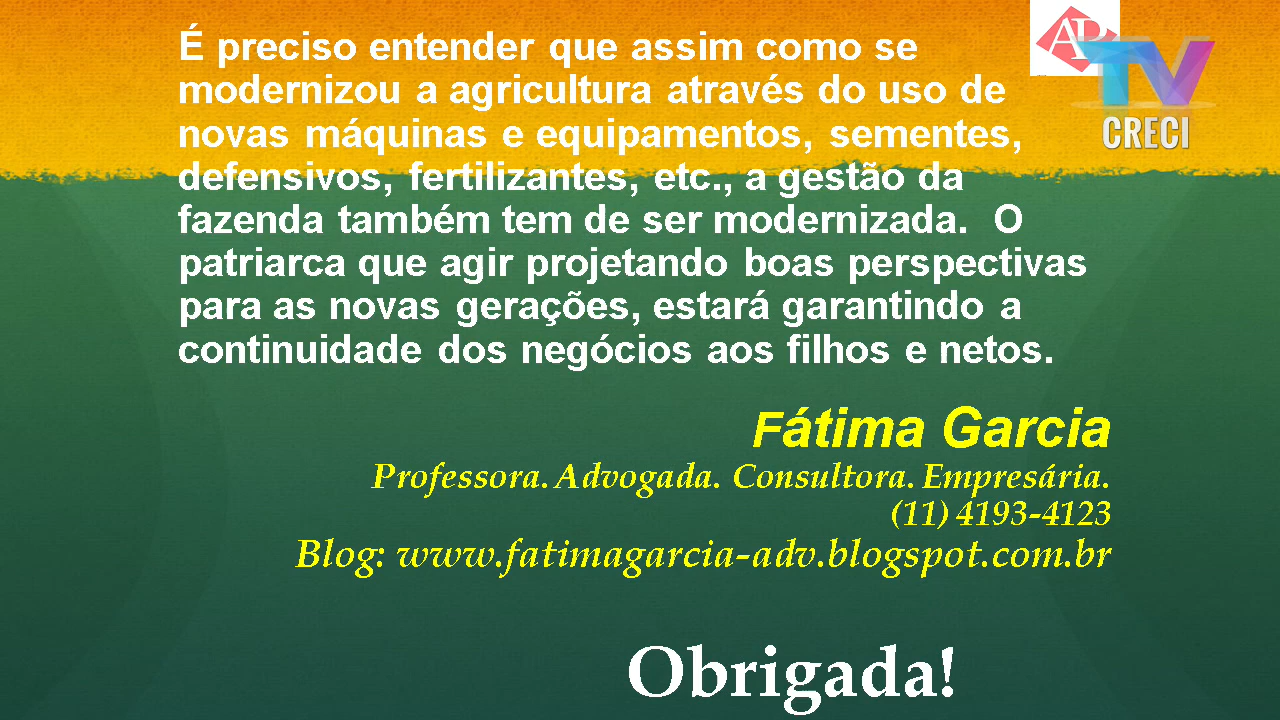 É preciso entender que assim como se
modernizou a agricultura através do uso de
novas máquinas e equipamentos, sementes,
defensivos, fertilizantes, etc., a gestão da
fazenda também tem de ser modernizada. O
patriarca que agir projetando boas perspectivas
para as novas gerações, estará garantindo a
continuidade dos negócios aos filhos e netos.
TV
CRECI
Fátima Garcia
Professora. Advogada. Consultora. Empresária.
(11) 4193-4123
Blog: www.fatimagarcia-adv.blogspot.com.br
Obrigada!